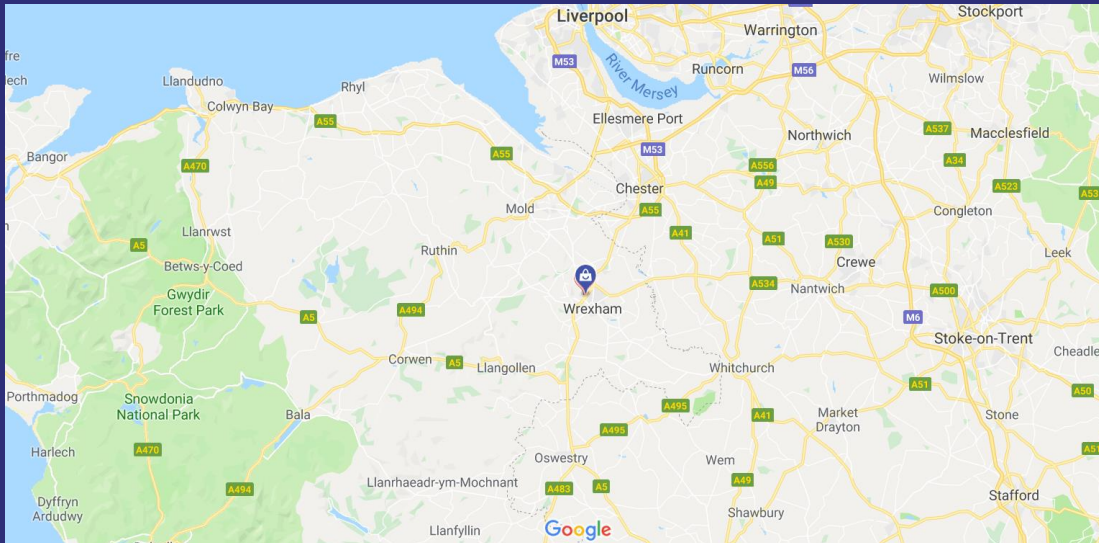 Liverpool
Stockport
Warrington
M53
Runcorn
M56
River Mersey
Wilmslow
Llandudno
Rhyl
Colwyn Bay
A55
Ellesmere Port
Northwich
A537
Macclesfield
M53
A55
Bangor
A470
A556
A34
A49
A523
Chester
Mold
A55
Congleton
Llanrwst
A5
Ruthin
A41
A51
A530
Leek
Betws-y-Coed
Crewe
Gwydir
Forest Park
A534
Nantwich
A500
A5
A494
Wrexham
M6
Stoke-on-Trent
Cheadle
Corwen
A5
Llangollen
Whitchurch
A51
A50
Porthmadog
Snowdonia
National Park
Bala
A495
A41
Market
Drayton
Stone
A495
Harlech
A470
Oswestry
Wem
Llanrhaeadr-ym-Mochnant
A494
A483
A5
A49
Stafford
Dyffryn
Ardudwy
Shawbury
Llanfyllin
Google